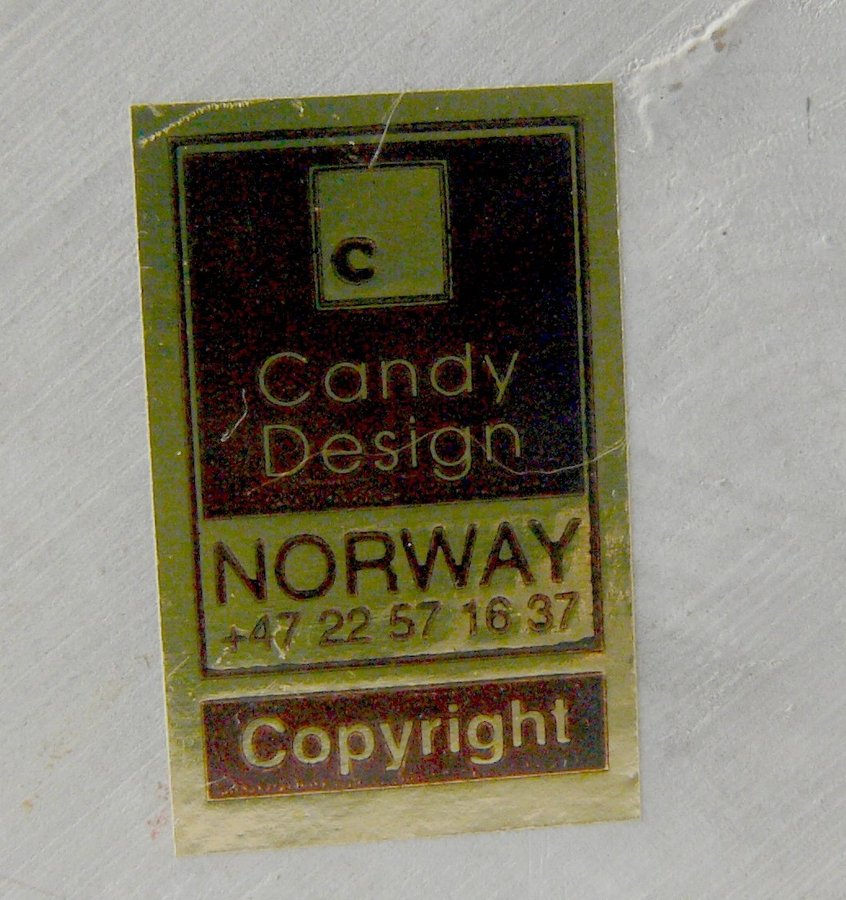 C
Candy
Design
NORWAY
+47 22 57 16 37
Copyright